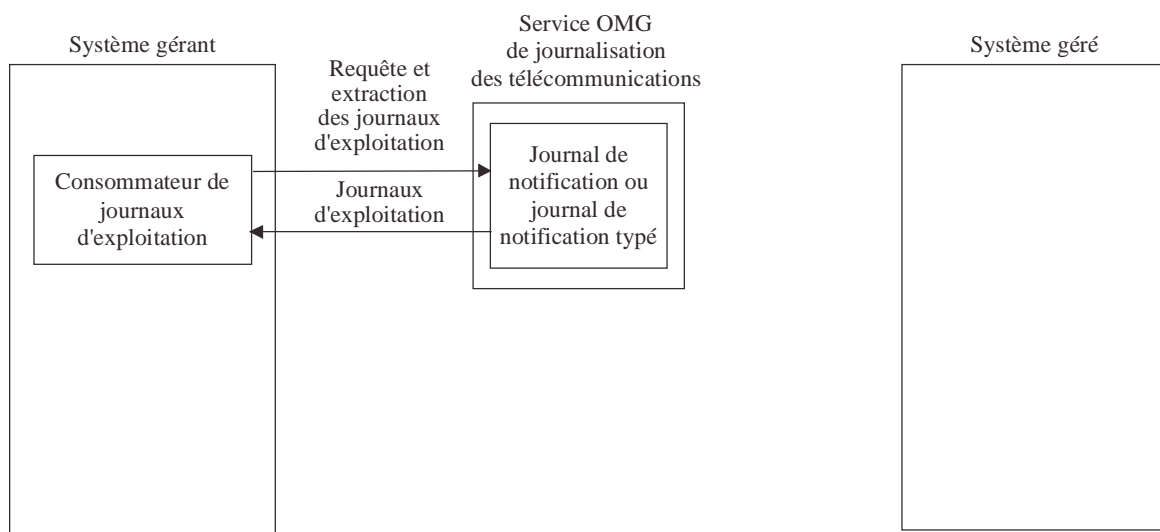 Système gérant
Service OMG
de journalisation
des télécommunications
Système géré
Requête et
extraction
des journaux
d'exploitation
Consommateur de
journaux
d'exploitation
Journaux
d'exploitation
Journal de
notification ou
journal de
notification typé